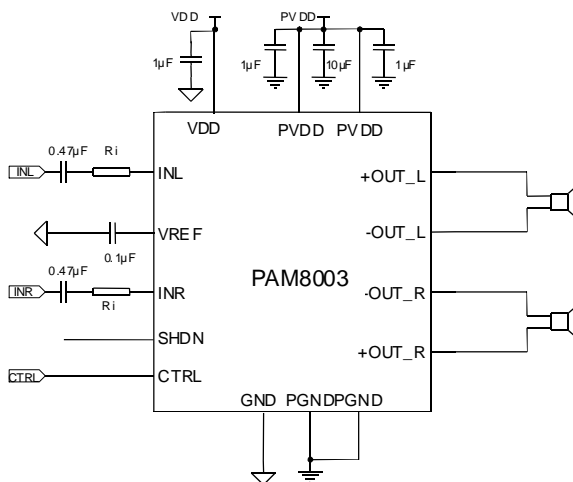 VDD PVDD
1µF 1µF 10µF 1µF
VDD PVDD PVDD
0.47µF Ri
INL INL +OUT_L
VREF -OUT_L
0.1µF
0.47µF
PAM8003
INR INR -OUT_R
Ri
SHDN +OUT_R
CTRL CTRL
GND PGND PGND